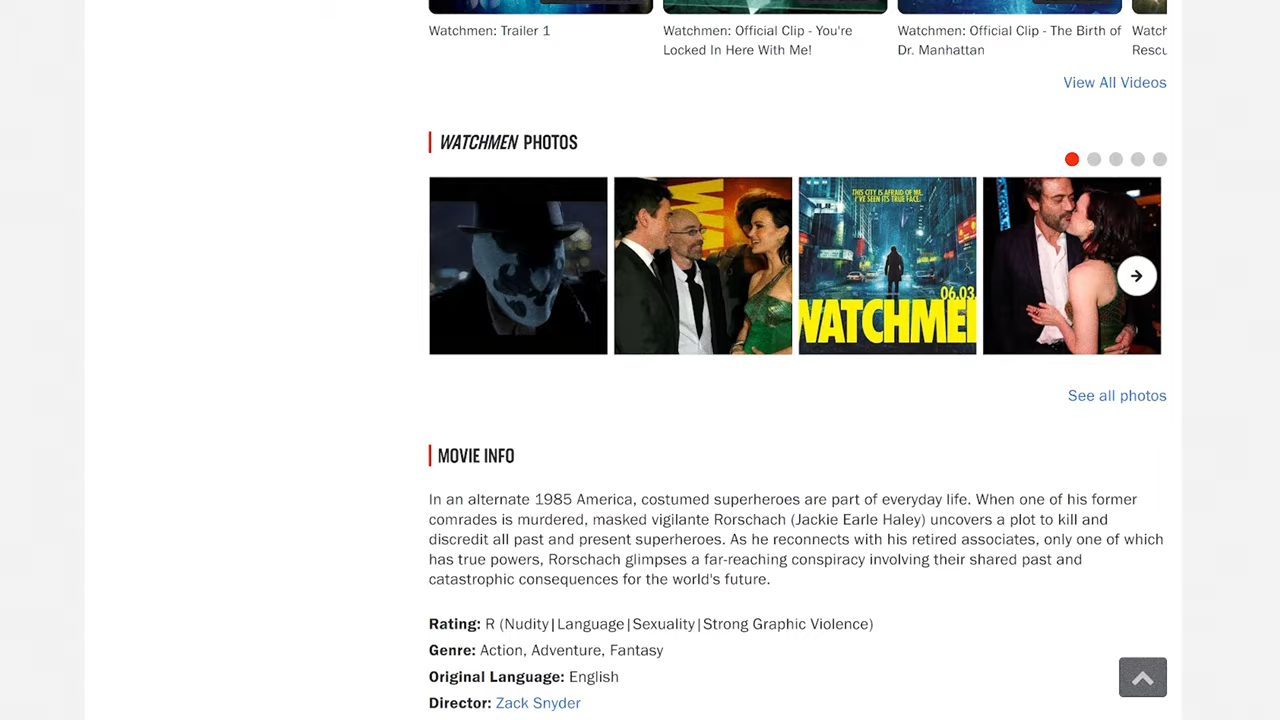 Watchmen: Trailer 1
Watchmen: Official Clip - You're
Locked In Here With Me!
Watchmen: Official Clip - The Birth of
Dr. Manhattan
Watch
Rescu
View All Videos
WATCHMEN PHOTOS
THIS CITY IS AFRAID OF ME.
I'VE SEEN ITS TRUE FACE.
06.03
WATCHMEN
See all photos
MOVIE INFO
In an alternate 1985 America, costumed superheroes are part of everyday life. When one of his former
comrades is murdered, masked vigilante Rorschach (Jackie Earle Haley) uncovers a plot to kill and
discredit all past and present superheroes. As he reconnects with his retired associates, only one of which
has true powers, Rorschach glimpses a far-reaching conspiracy involving their shared past and
catastrophic consequences for the world's future.
Rating: R (Nudity|Language|Sexuality|Strong Graphic Violence)
Genre: Action, Adventure, Fantasy
Original Language: English
Director: Zack Snyder